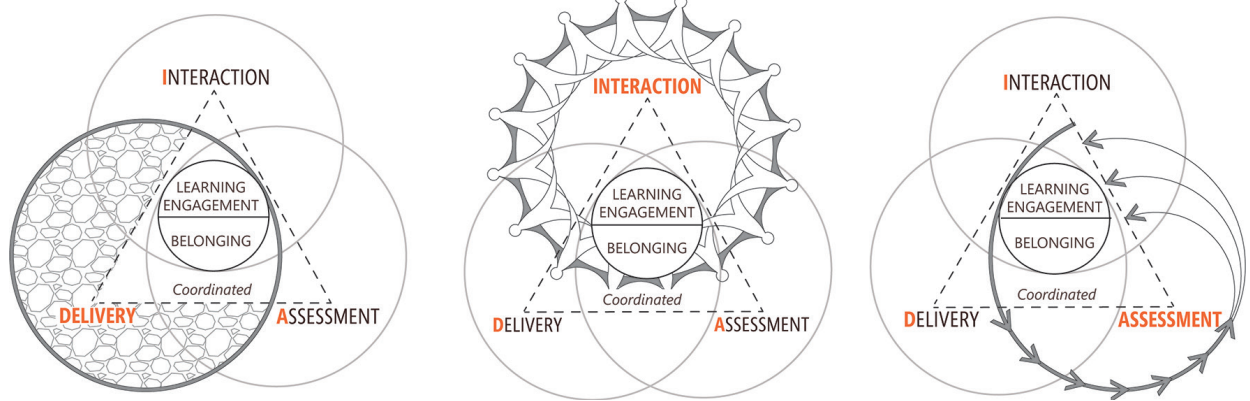 INTERACTION
LEARNING
ENGAGEMENT
BELONGING
Coordinated
DELIVERY
ASSESSMENT
INTERACTION
LEARNING
ENGAGEMENT
BELONGING
Coordinated
DELIVERY
ASSESSMENT
INTERACTION
LEARNING
ENGAGEMENT
BELONGING
Coordinated
DELIVERY
ASSESSMENT